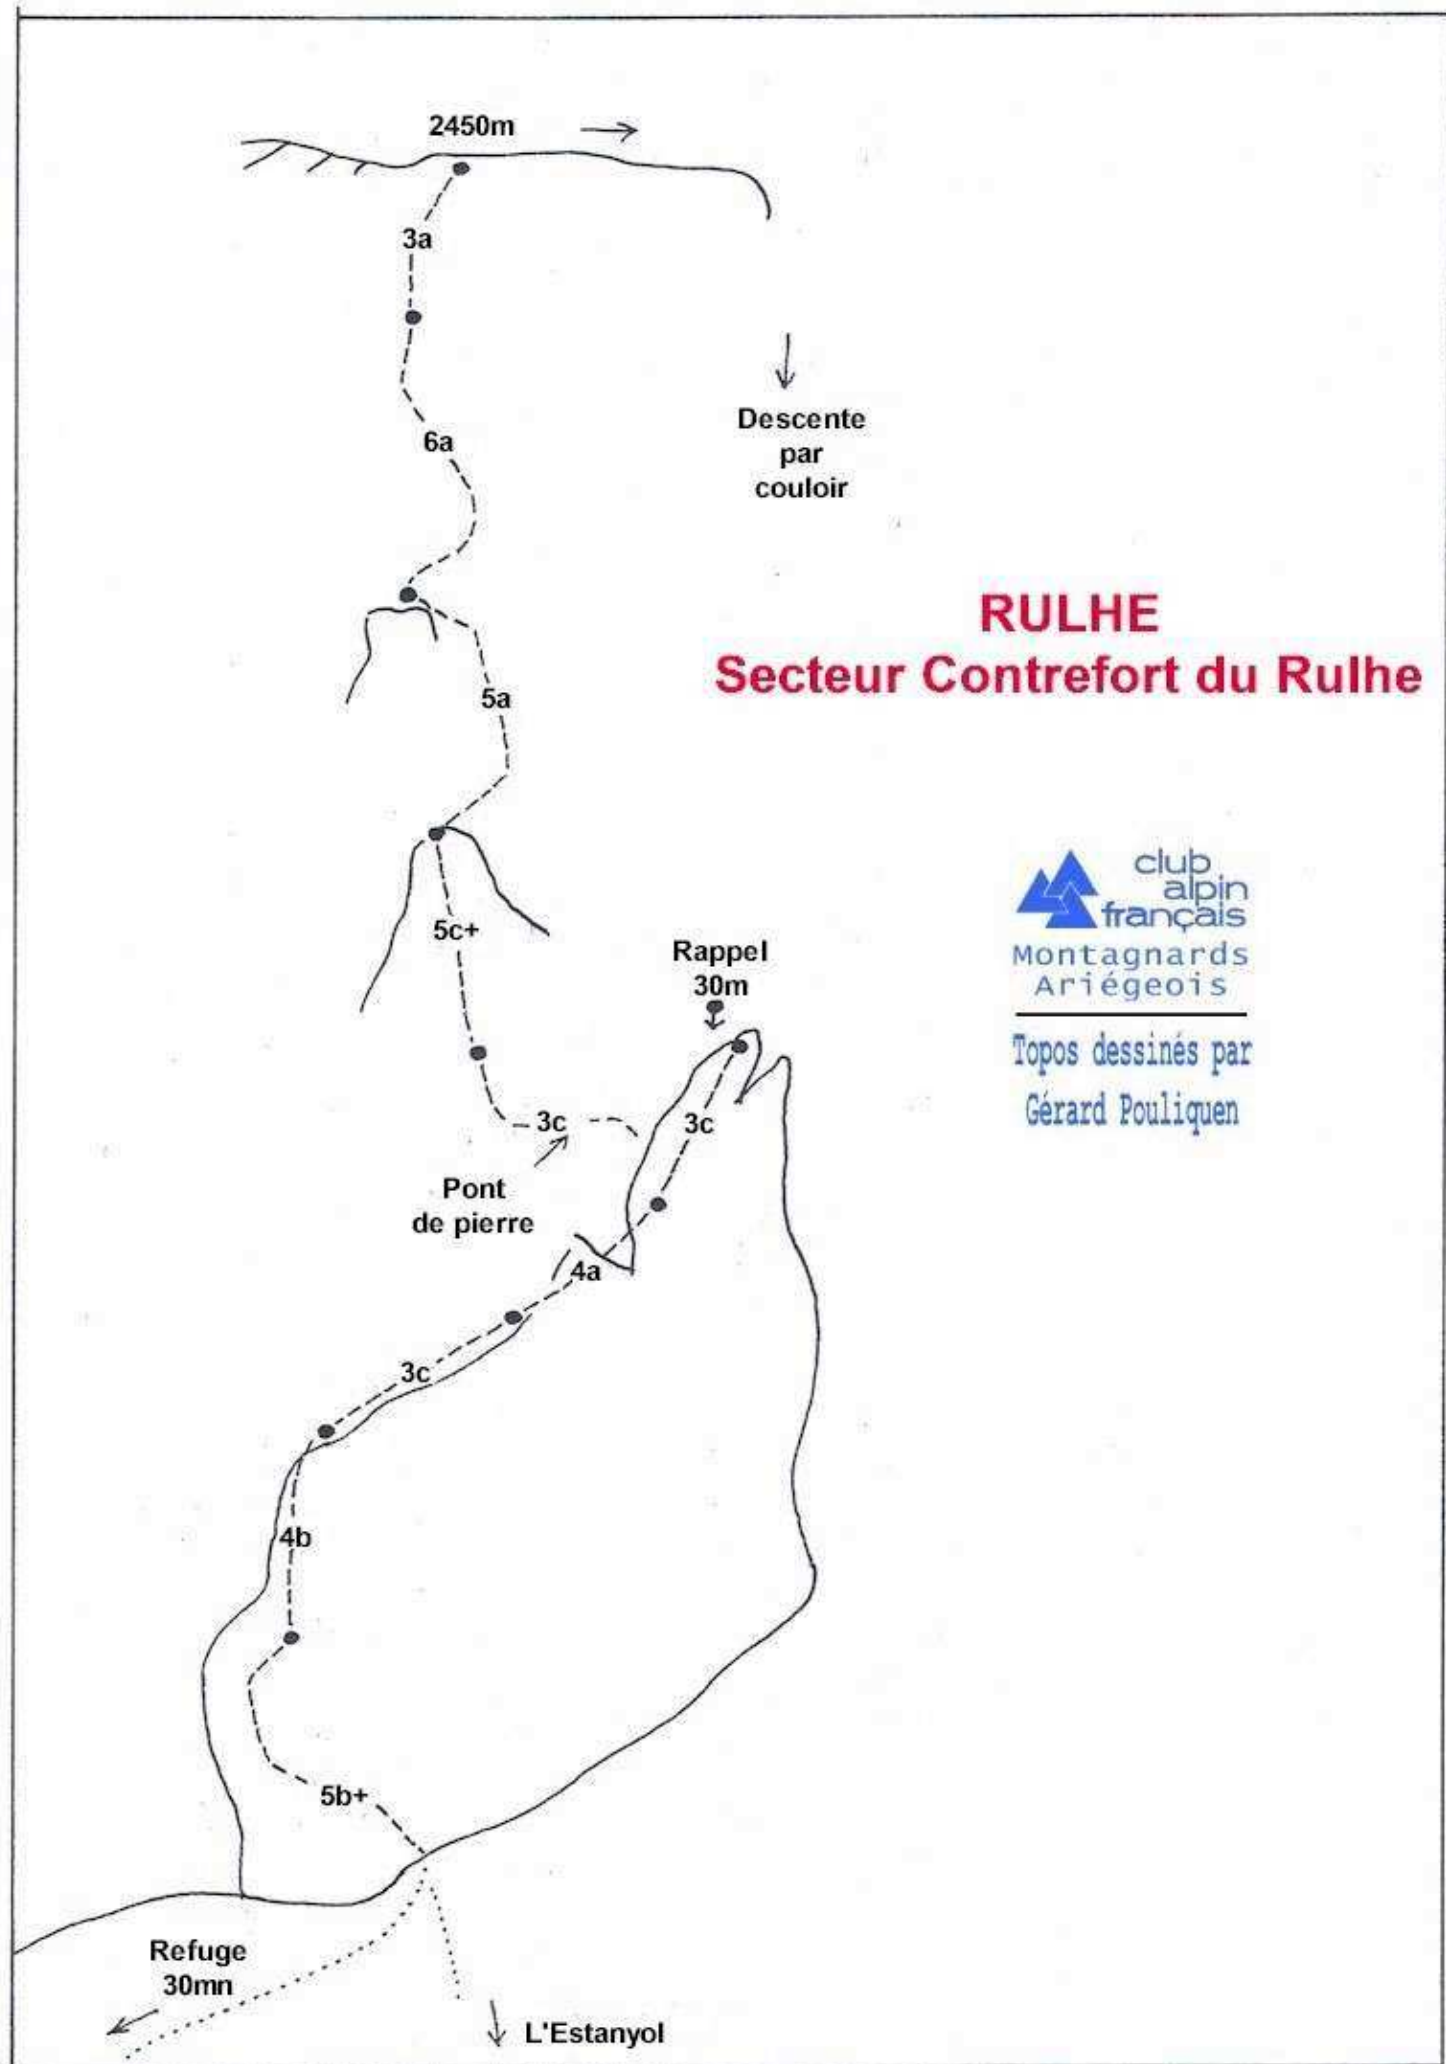 2450m
3a
6a
Descente
par
couloir
RULHE
Secteur Contrefort du Rulhe
5a
club
alpin
français
Montagnards
Ariégeois
5c+
Rappel
30m
Topos dessinés par
Gérard Pouliquen
3c
3c
Pont
de pierre
4a
3c
4b
5b+
Refuge
30mn
L'Estanyol